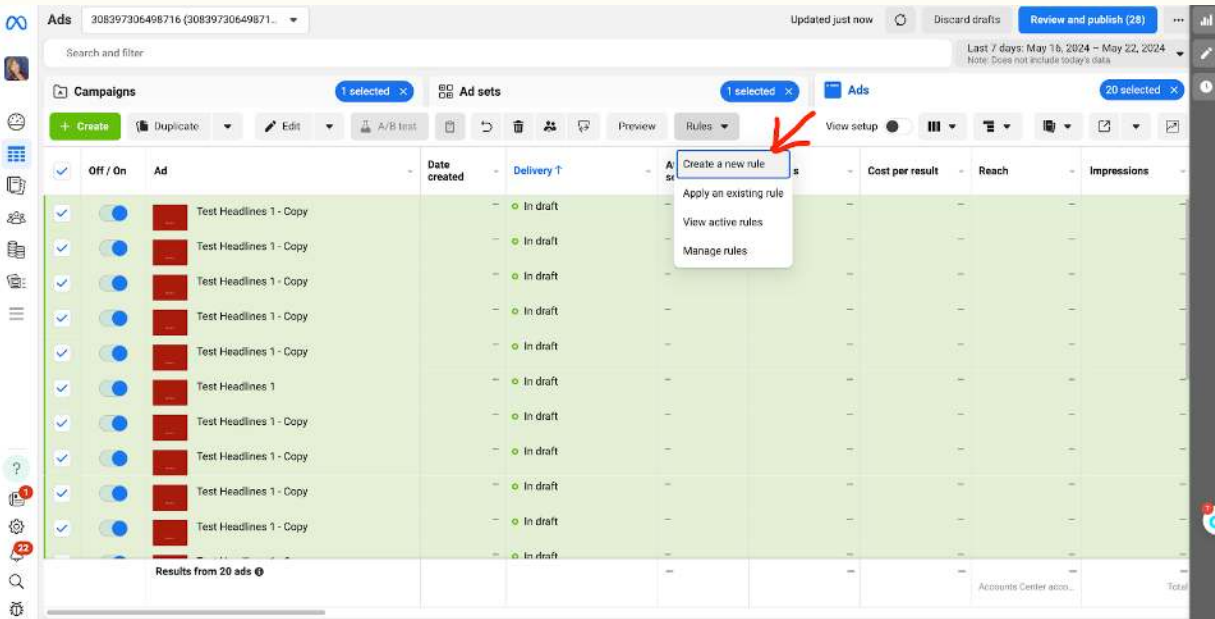 Ads 308397306498716 (30839730649871... Updated just now Discard drafts Review and publish (28)
Search and filter Last 7 days: May 16, 2024 – May 22, 2024
Note: Does not include today's data
Campaigns 1 selected × Ad sets 1 selected × Ads 20 selected ×
+ Create Duplicate Edit A/B test Preview Rules View setup
Off / On Ad Date created Delivery ↑ Cost per result Reach Impressions
Create a new rule
Apply an existing rule
View active rules
Manage rules
Test Headlines 1 - Copy — In draft
Test Headlines 1 - Copy — In draft
Test Headlines 1 - Copy — In draft
Test Headlines 1 - Copy — In draft
Test Headlines 1 - Copy — In draft
Test Headlines 1 — In draft
Test Headlines 1 - Copy — In draft
Test Headlines 1 - Copy — In draft
Test Headlines 1 - Copy — In draft
Test Headlines 1 - Copy — In draft
In draft
Results from 20 ads
Accounts Center acco... Total
1
22